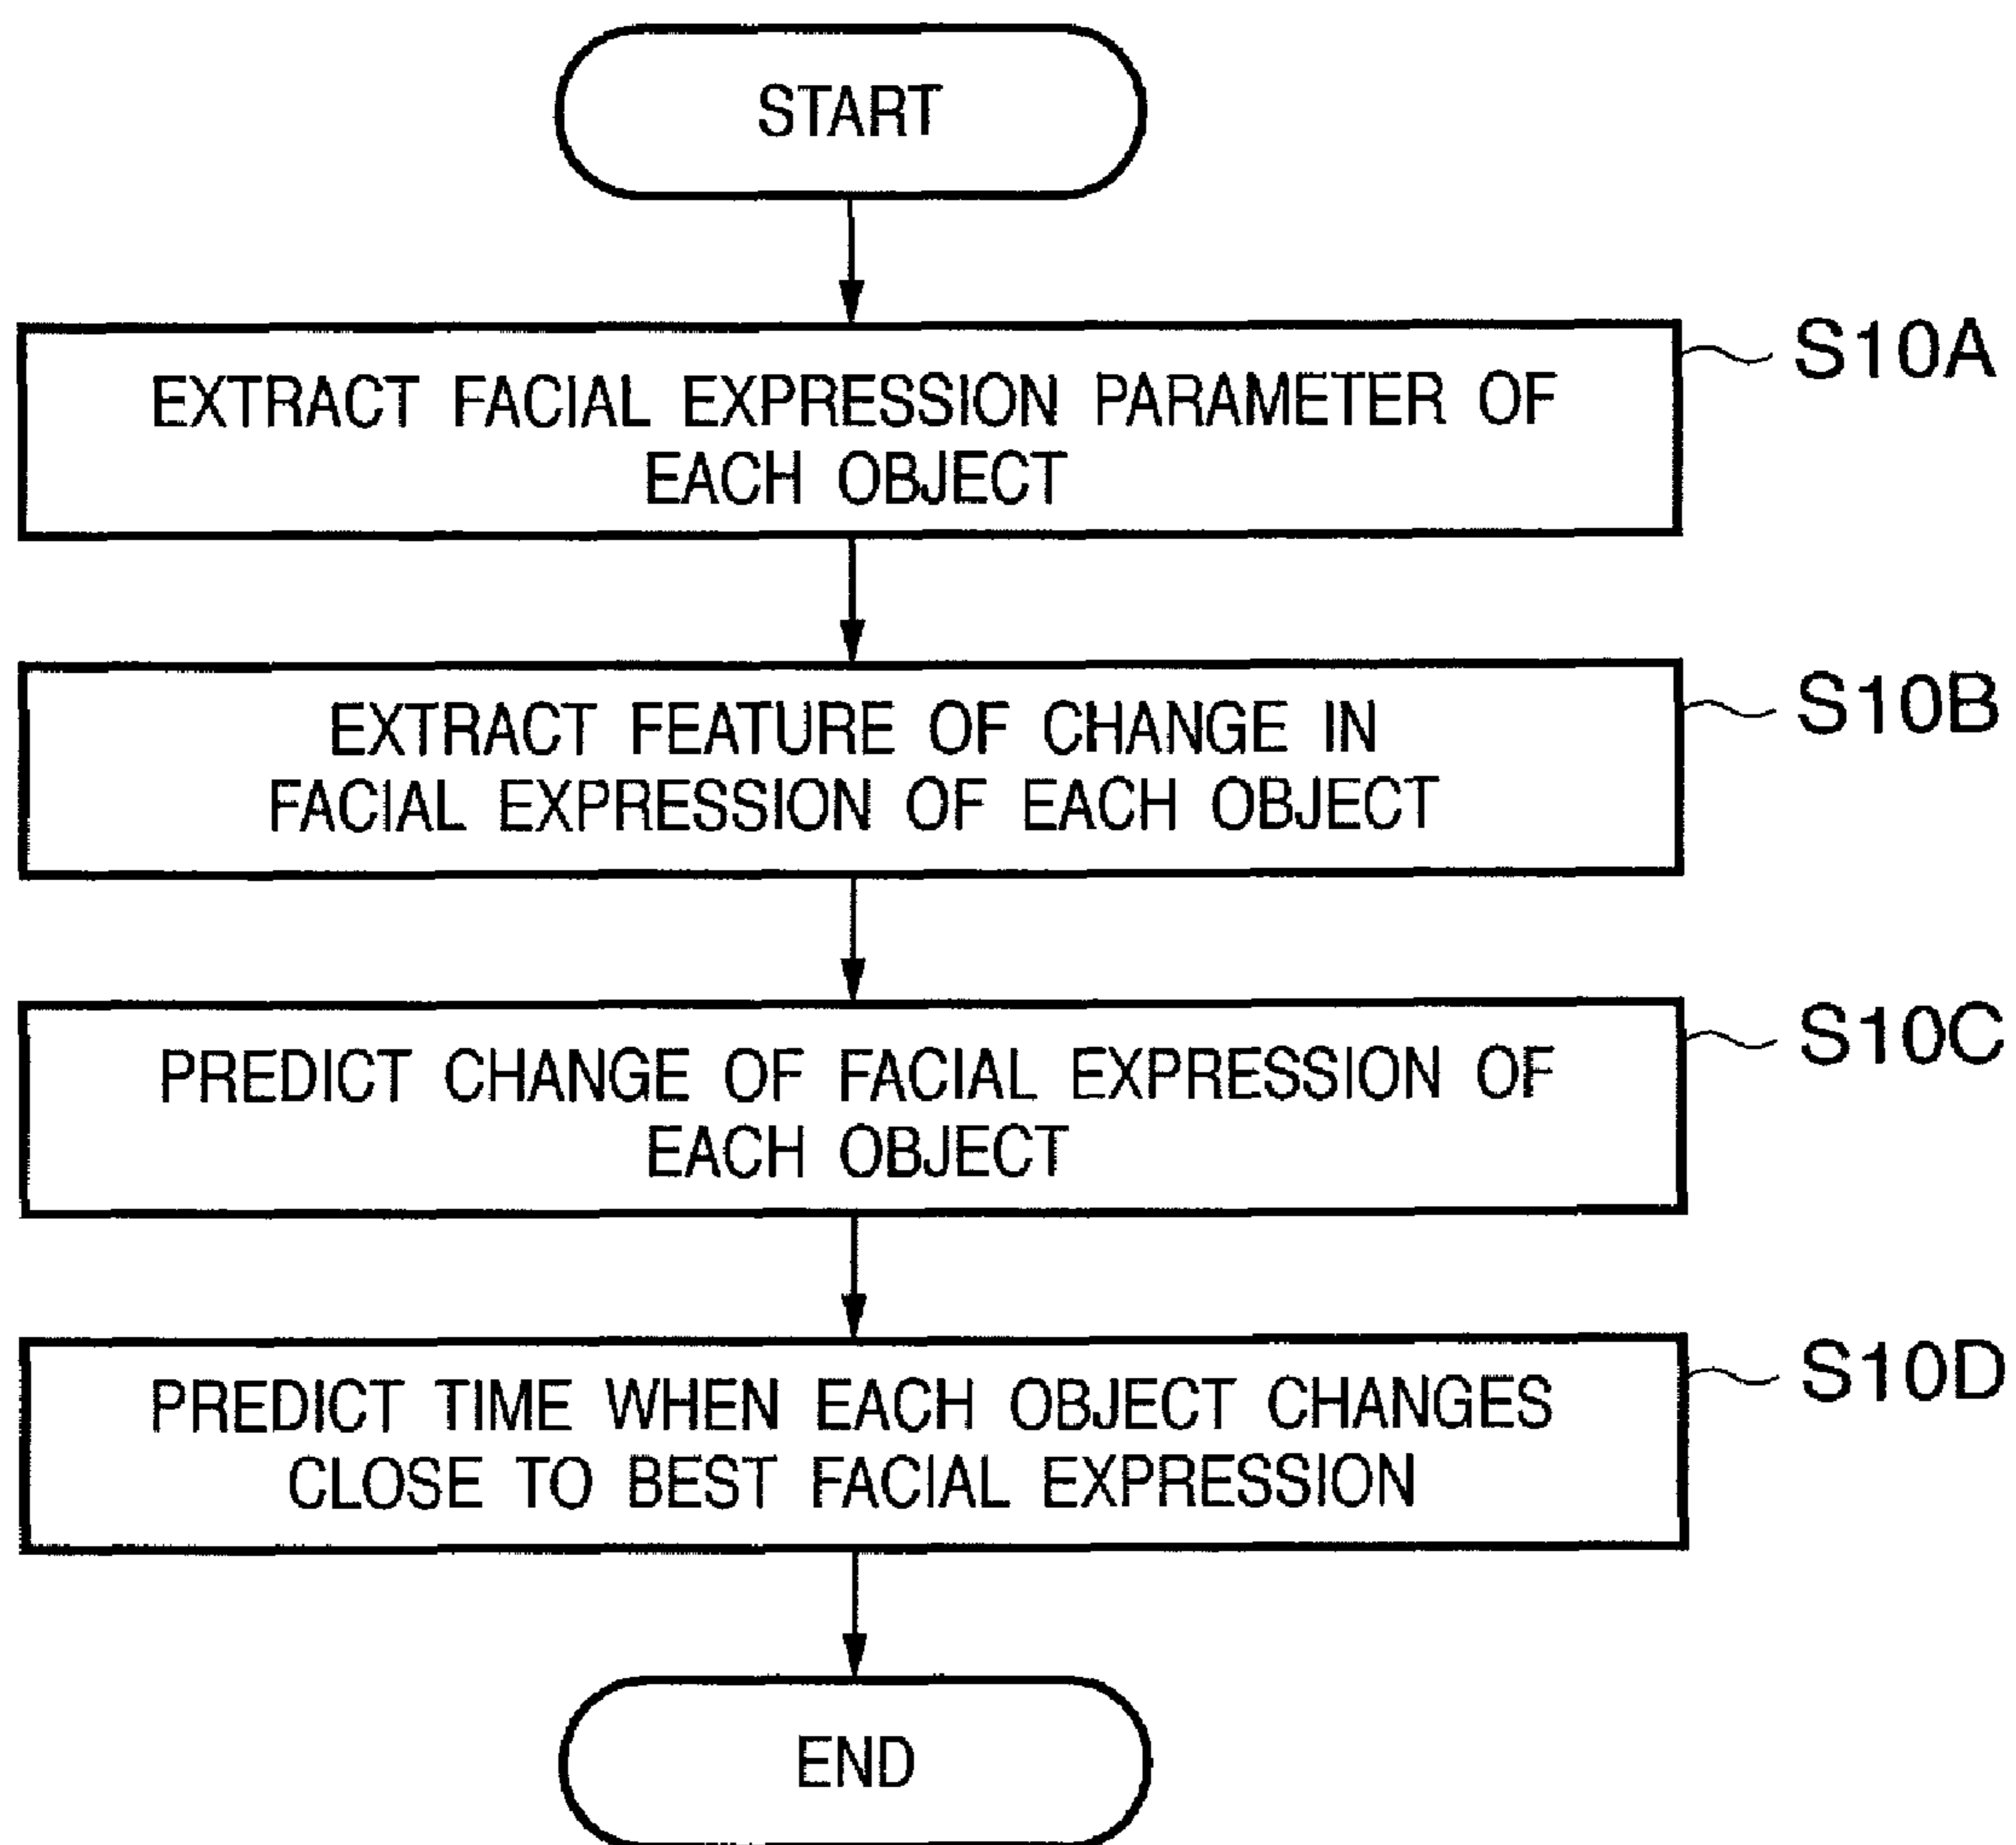 START
S10A
EXTRACT FACIAL EXPRESSION PARAMETER OF
EACH OBJECT
S10B
EXTRACT FEATURE OF CHANGE IN
FACIAL EXPRESSION OF EACH OBJECT
S10C
PREDICT CHANGE OF FACIAL EXPRESSION OF
EACH OBJECT
S10D
PREDICT TIME WHEN EACH OBJECT CHANGES
CLOSE TO BEST FACIAL EXPRESSION
END